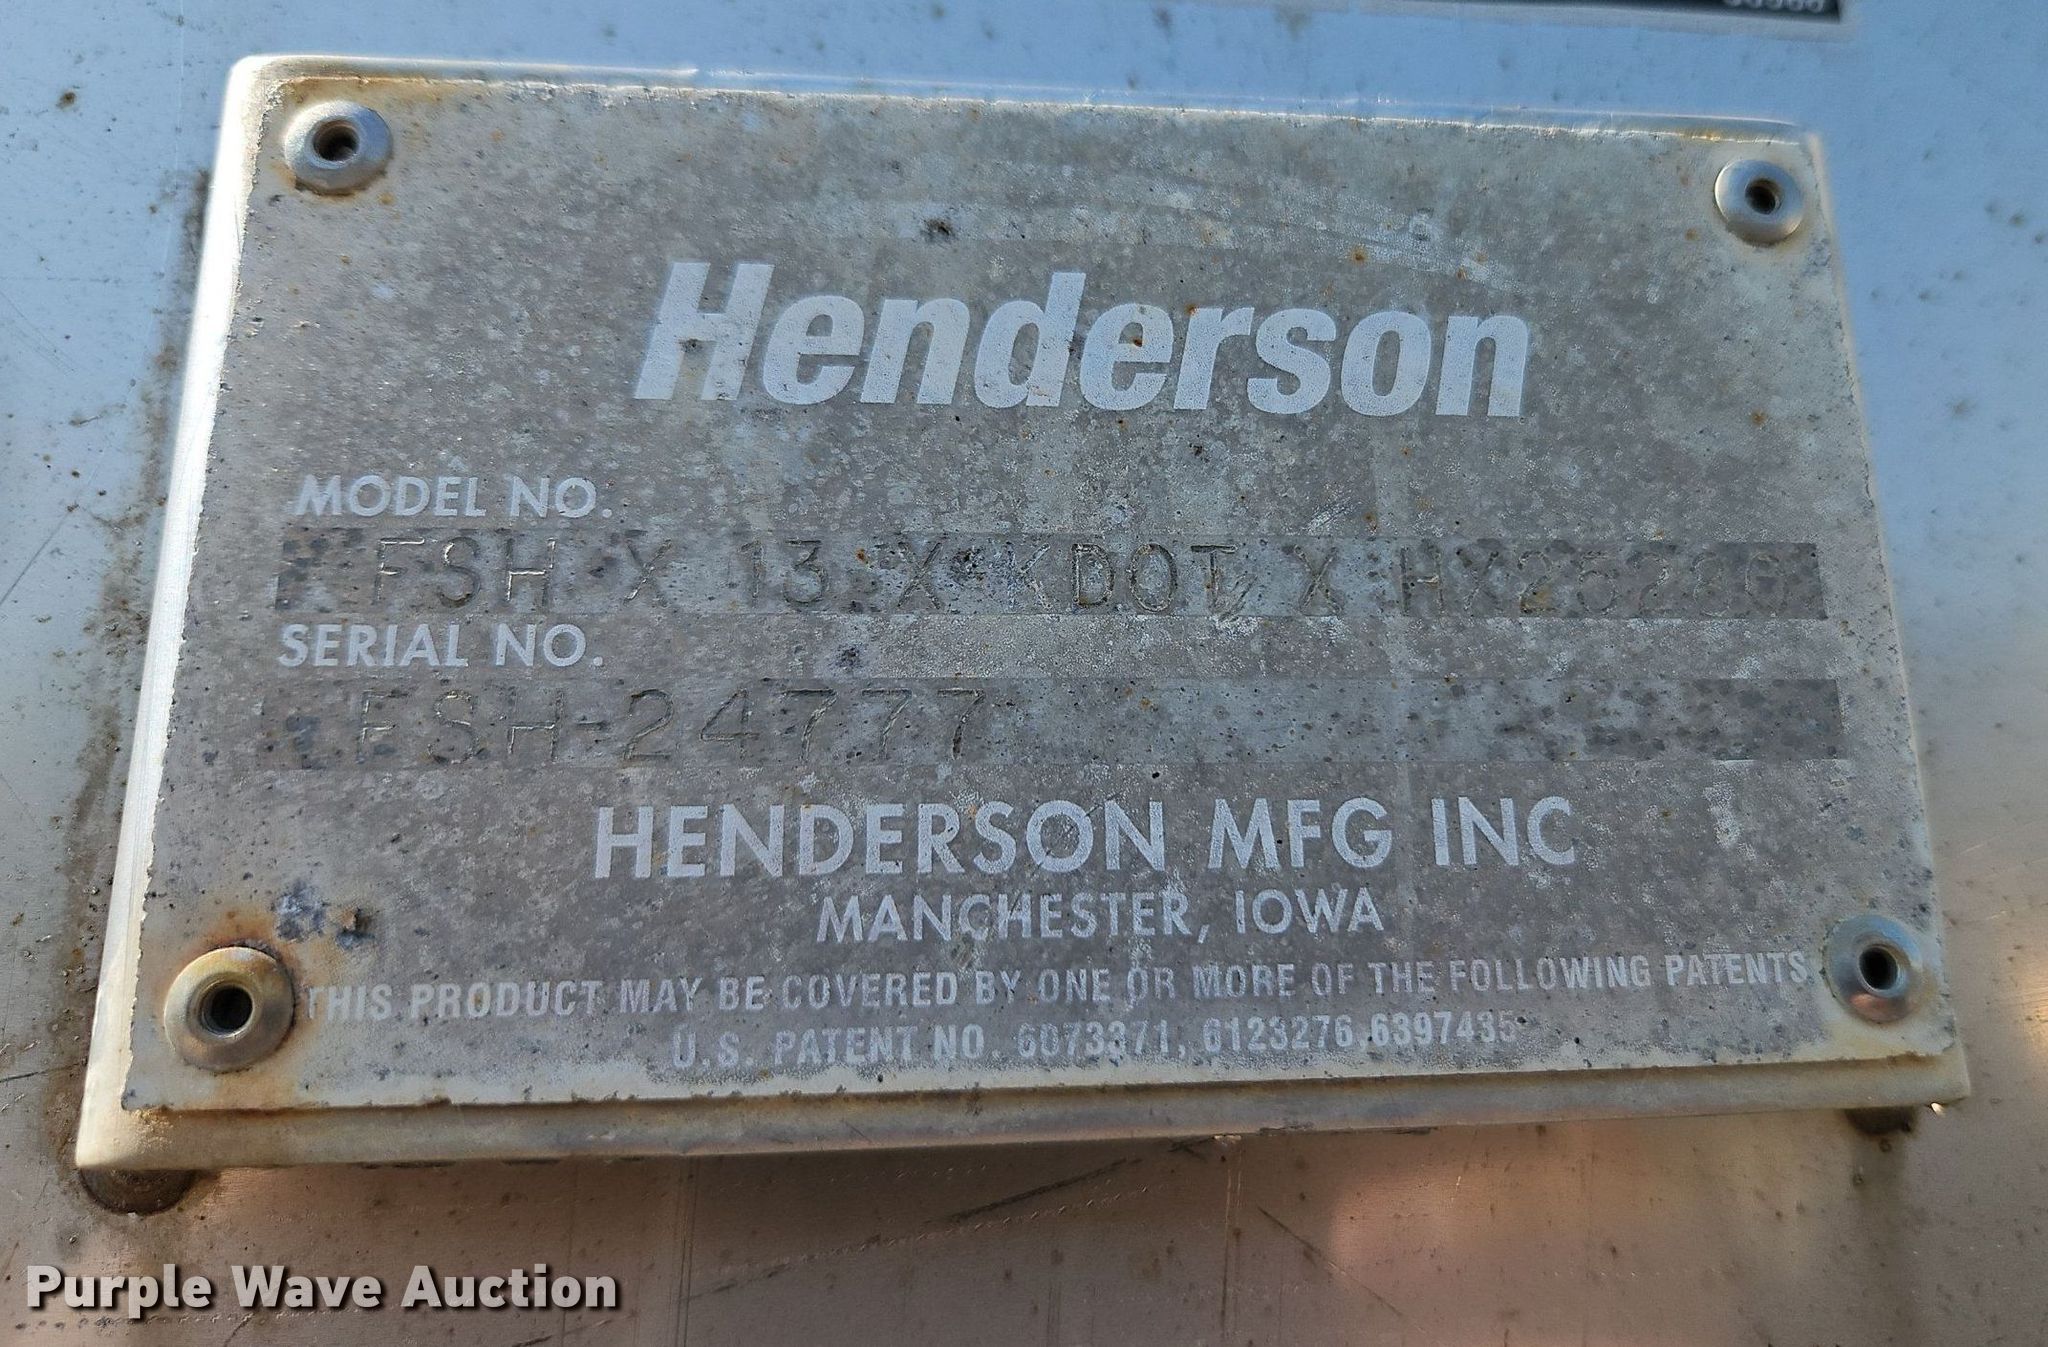 Henderson
MODEL NO.
FSH X 13 X KDOT X HX25220
SERIAL NO.
FSH-24777
HENDERSON MFG INC
MANCHESTER, IOWA
THIS PRODUCT MAY BE COVERED BY ONE OR MORE OF THE FOLLOWING PATENTS
U.S. PATENT NO. 6073371, 6123276,6397435
Purple Wave Auction